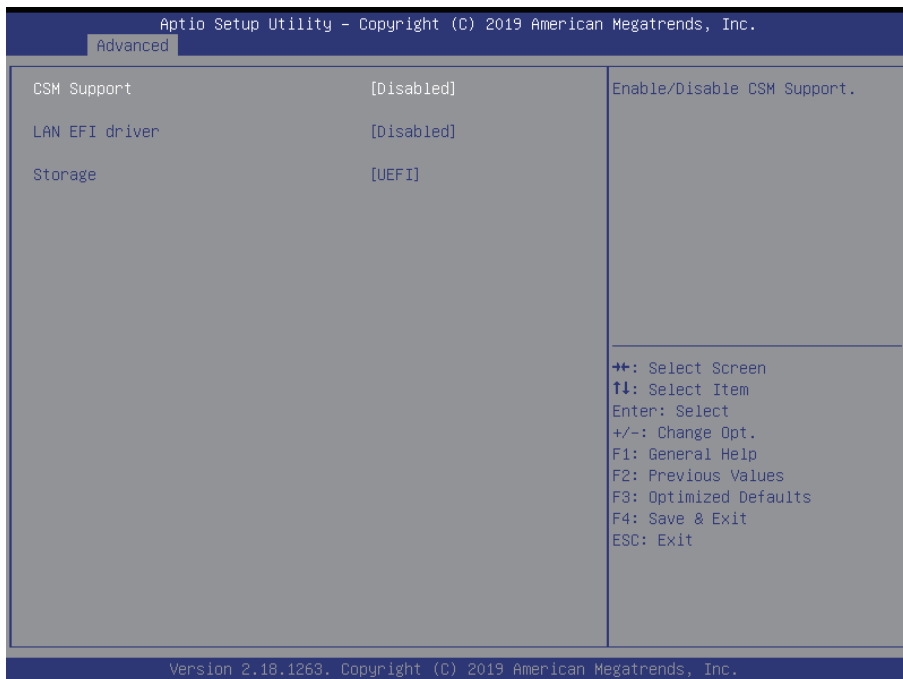 Aptio Setup Utility – Copyright (C) 2019 American Megatrends, Inc.
Advanced
CSM Support [Disabled]
LAN EFI driver [Disabled]
Storage [UEFI]
Enable/Disable CSM Support.
→←: Select Screen
↑↓: Select Item
Enter: Select
+/-: Change Opt.
F1: General Help
F2: Previous Values
F3: Optimized Defaults
F4: Save & Exit
ESC: Exit
Version 2.18.1263. Copyright (C) 2019 American Megatrends, Inc.